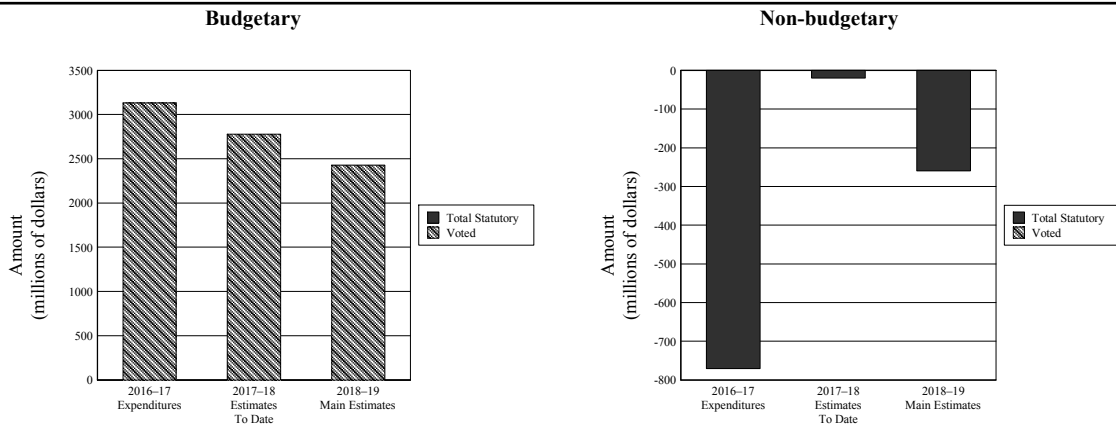 Budgetary
3500
3000
2500
2000
1500
1000
500
0
Amount
(millions of dollars)
2016–17
Expenditures
2017–18
Estimates
To Date
2018–19
Main Estimates
Total Statutory
Voted
Non-budgetary
0
-100
-200
-300
-400
-500
-600
-700
-800
Amount
(millions of dollars)
2016–17
Expenditures
2017–18
Estimates
To Date
2018–19
Main Estimates
Total Statutory
Voted